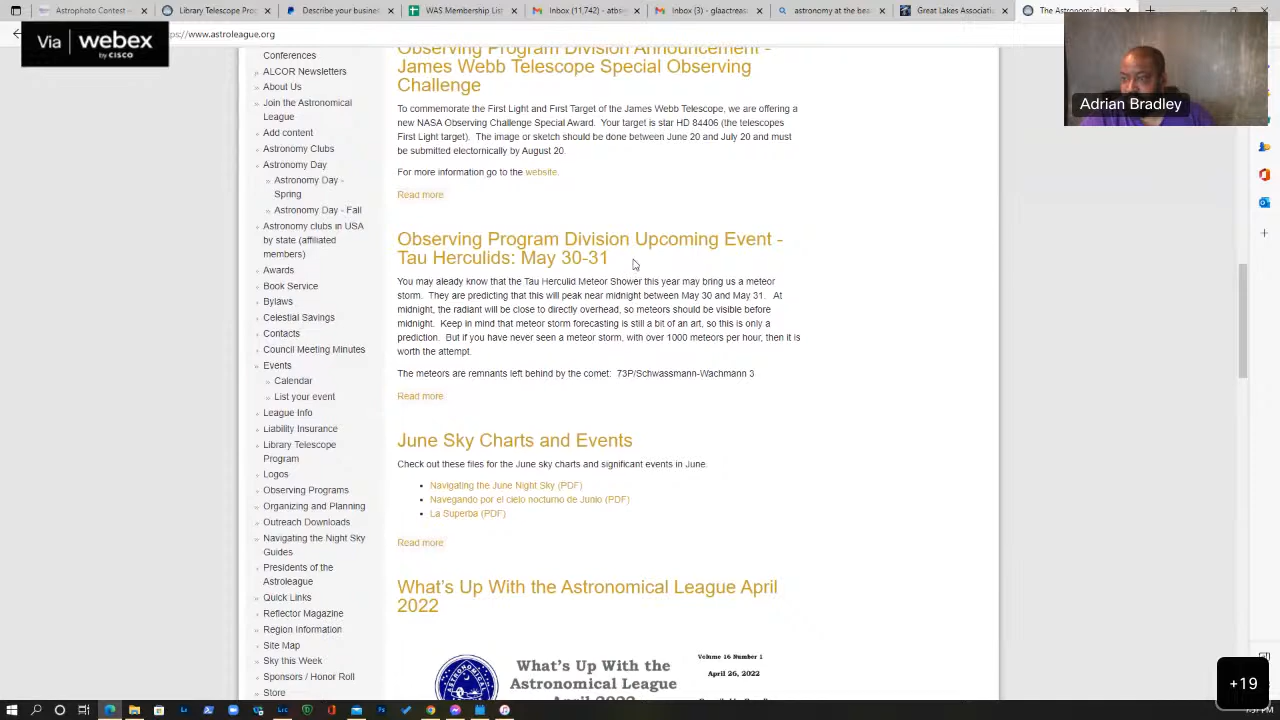 Astroleague
Library Telescope Pres
Describe your business
WAS Performance
Inbox (11,742) - absw
Inbox (3) - glaactreas
astronomy at the bea
Great Lakes Associatio
The astronom
Via webex
by CISCO
ps://www.astroleague.org
Adrian Bradley
Conferences
ALCOR Newsletters
About Us
Join the Astronomical
League
Add content
Astronomy Clubs
Astronomy Day
Astronomy Day -
Spring
Astronomy Day - Fall
Astronomy clubs in USA
by state (affiliated
members)
Awards
Book Service
Bylaws
Celestial Savings
Contacts
Council Meeting Minutes
Events
Calendar
List your event
League Info
Liability Insurance
Library Telescope
Program
Logos
Observing Programs
Organizing and Planning
Outreach Downloads
Navigating the Night Sky
Guides
Presidents of the
Astroleague
Quick Links
Reflector Magazine
Region Information
Site Map
Sky this Week
Sponsors / Honor Roll
Store
Observing Program Division Announcement -
James Webb Telescope Special Observing
Challenge
To commemorate the First Light and First Target of the James Webb Telescope, we are offering a
new NASA Observing Challenge Special Award.  Your target is star HD 84406 (the telescopes
First Light target).  The image or sketch should be done between June 20 and July 20 and must
be submitted electornically by August 20.
For more information go to the website.
Read more
Observing Program Division Upcoming Event -
Tau Herculids: May 30-31
You may aleady know that the Tau Herculid Meteor Shower this year may bring us a meteor
storm.  They are predicting that this will peak near midnight between May 30 and May 31.  At
midnight, the radiant will be close to directly overhead, so meteors should be visible before
midnight.  Keep in mind that meteor storm forecasting is still a bit of an art, so this is only a
prediction.  But if you have never seen a meteor storm, with over 1000 meteors per hour, then it is
worth the attempt.
The meteors are remnants left behind by the comet:  73P/Schwassmann-Wachmann 3
Read more
June Sky Charts and Events
Check out these files for the June sky charts and significant events in June.
Navigating the June Night Sky (PDF)
Navegando por el cielo nocturno de Junio (PDF)
La Superba (PDF)
Read more
What's Up With the Astronomical League April
2022
What's Up With the
Astronomical League
April 2022
Volume 16 Number 1
April 26, 2022
+19